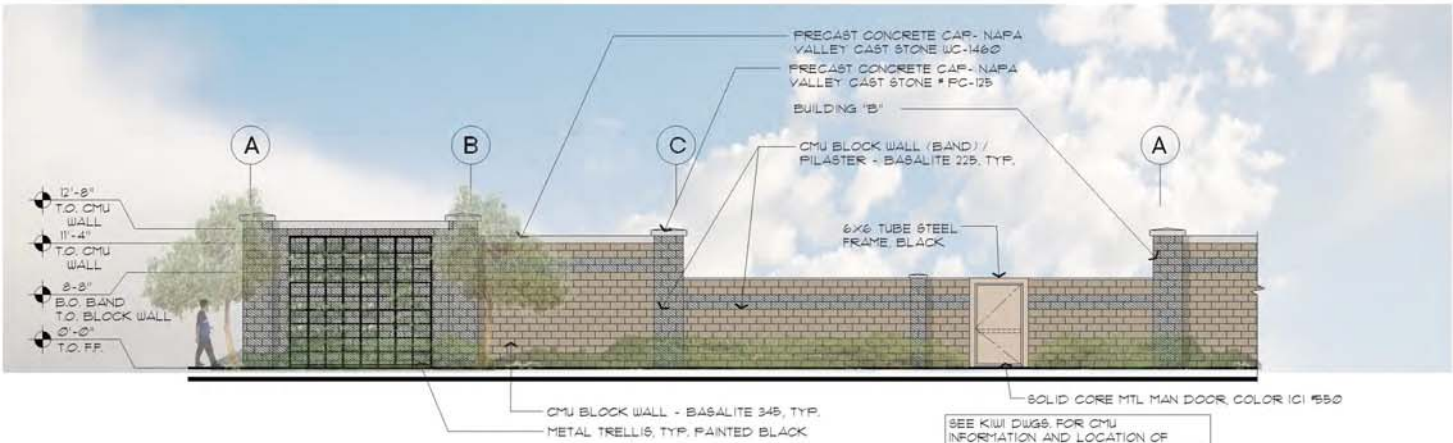 PRECAST CONCRETE CAP- NAPA
VALLEY CAST STONE WC-1460
PRECAST CONCRETE CAP- NAPA
VALLEY CAST STONE # PC-125
BUILDING "B"
A
B
C
CMU BLOCK WALL (BAND) /
PILASTER - BASALITE 225, TYP.
A
12'-8"
T.O. CMU
WALL
11'-4"
T.O. CMU
WALL
8-8"
B.O. BAND
T.O. BLOCK WALL
0'-0"
T.O. F.F.
6X6 TUBE STEEL
FRAME, BLACK
CMU BLOCK WALL - BASALITE 345, TYP.
METAL TRELLIS, TYP. PAINTED BLACK
SOLID CORE MTL MAN DOOR, COLOR ICI #550
SEE KIWI DWGS. FOR CMU
INFORMATION AND LOCATION OF